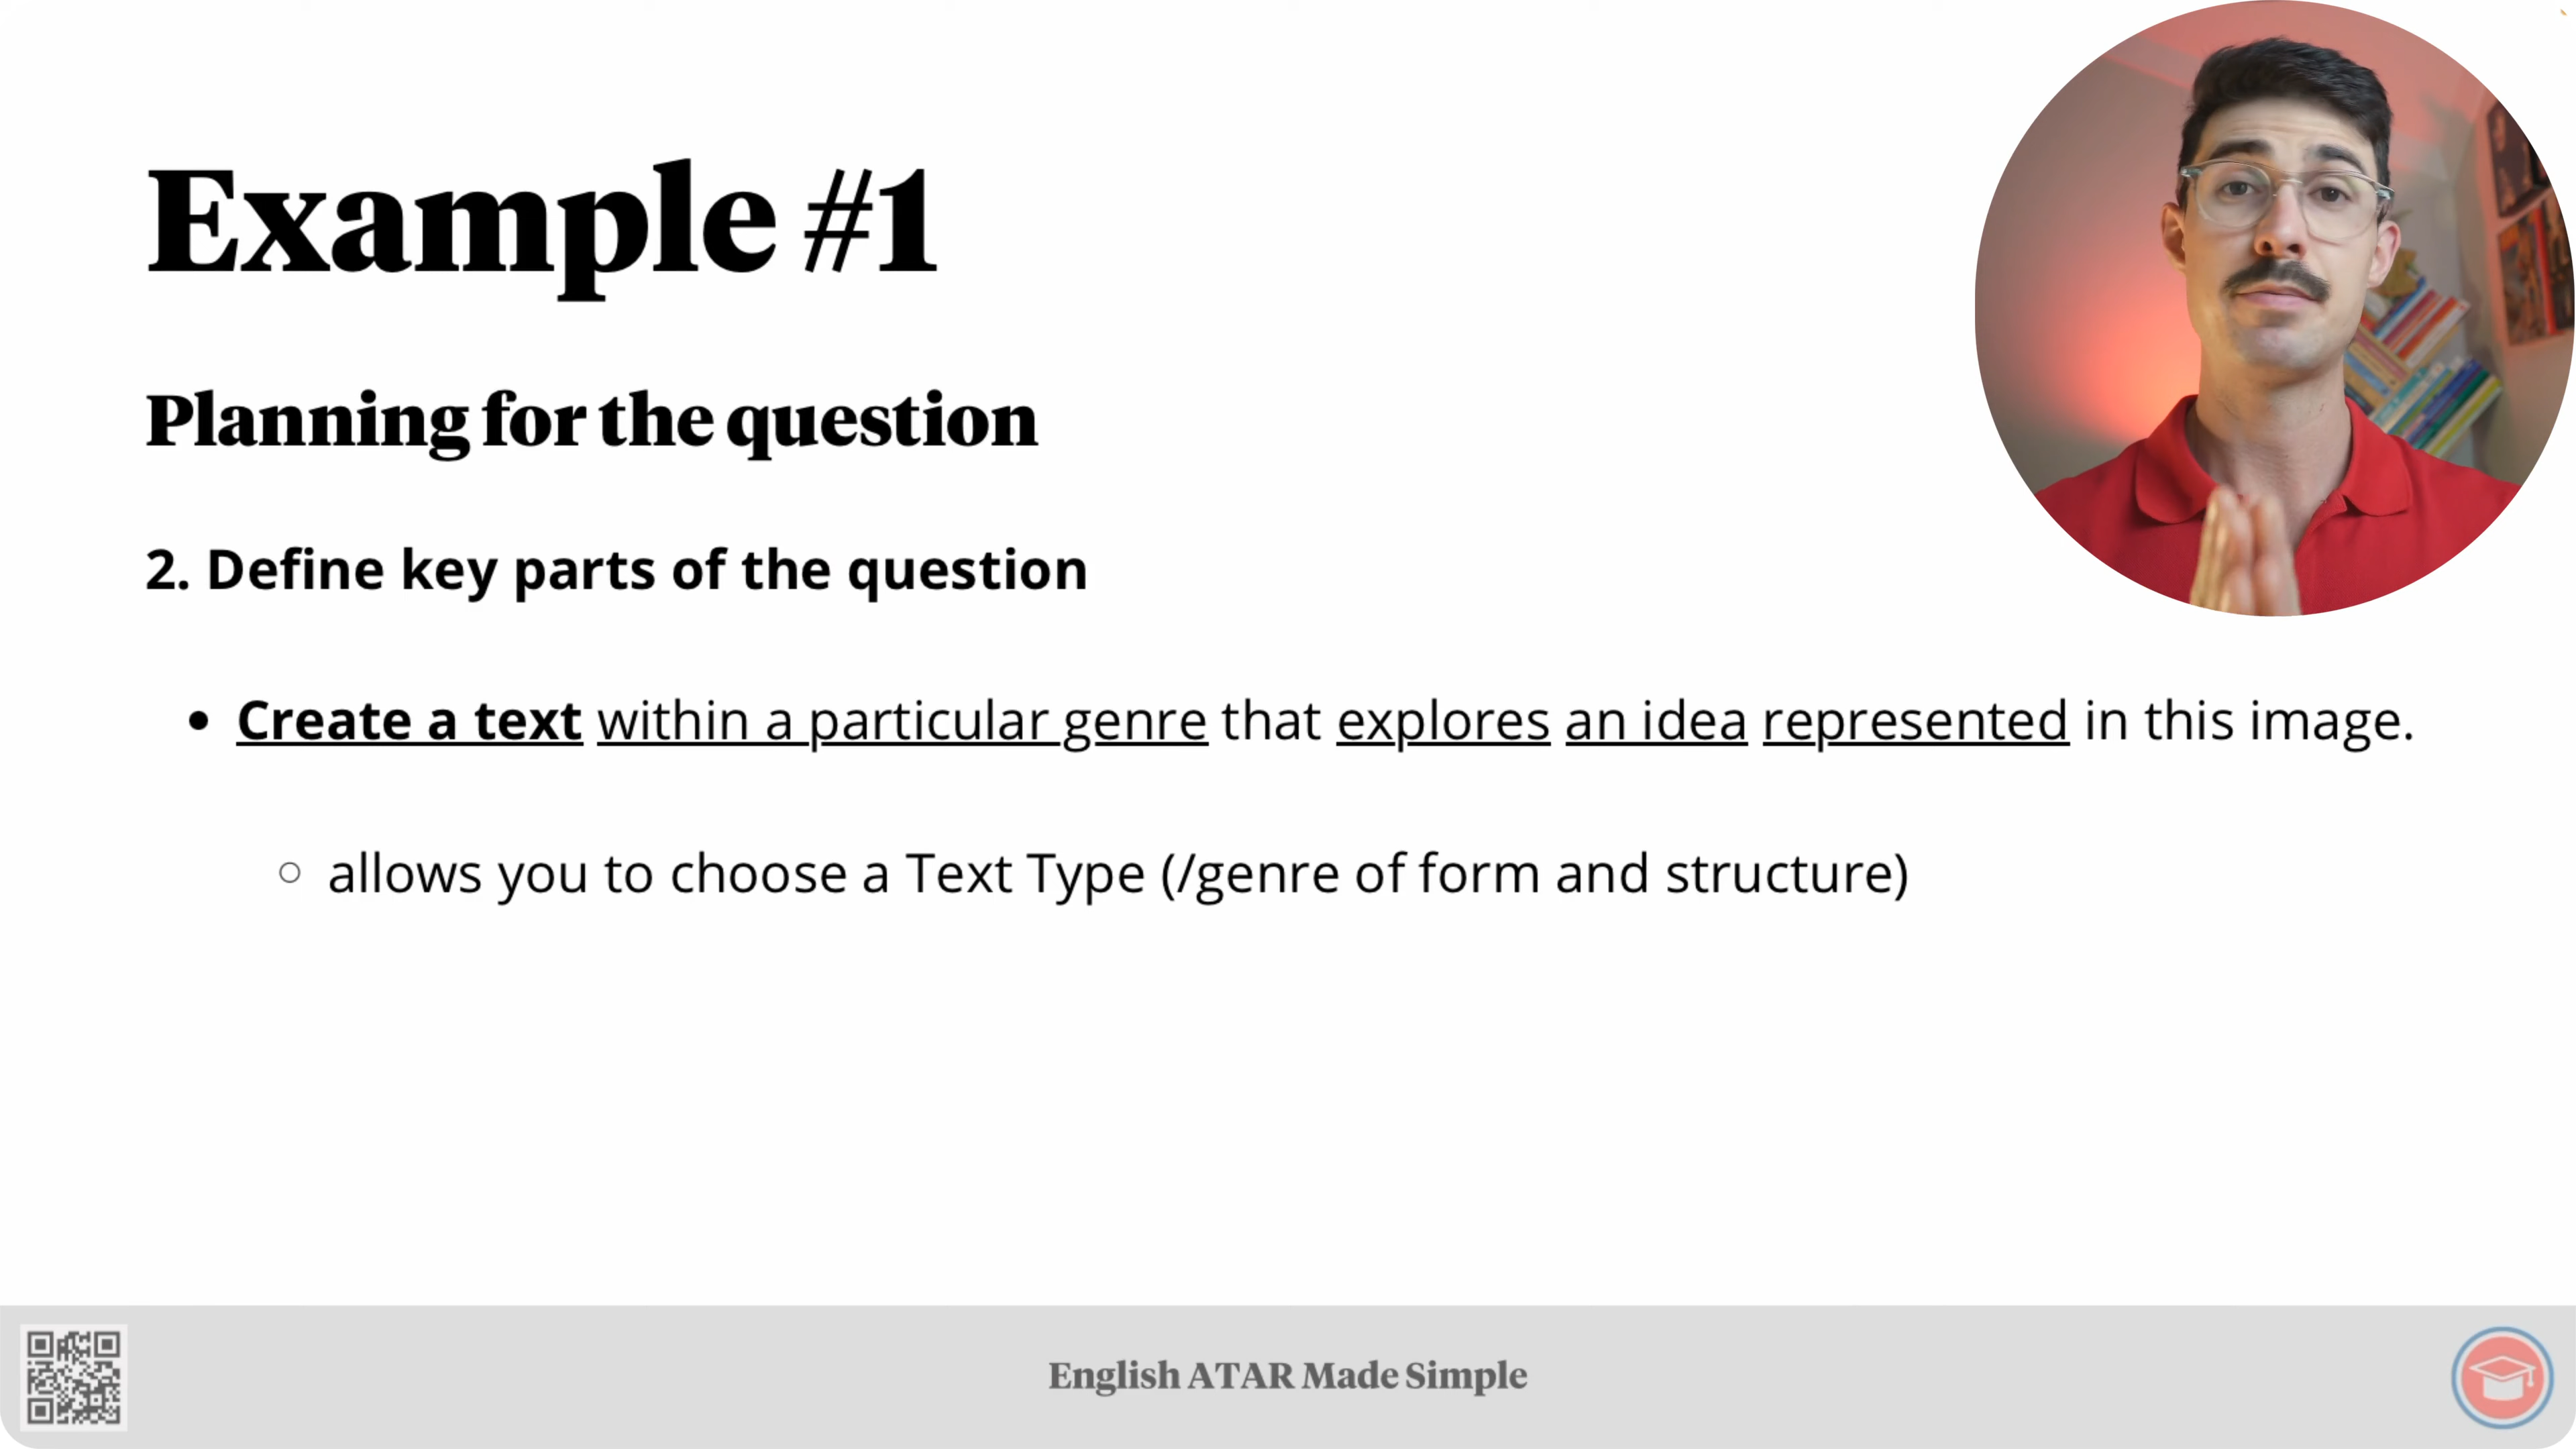 Example #1
Planning for the question
2. Define key parts of the question
• Create a text within a particular genre that explores an idea represented in this image.
○ allows you to choose a Text Type (/genre of form and structure)
English ATAR Made Simple